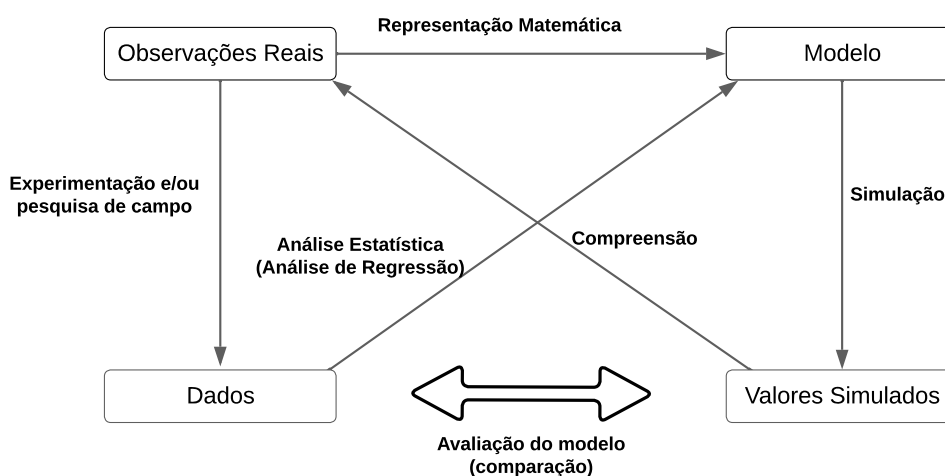 Representação Matemática
Observações Reais
Modelo
Experimentação e/ou
pesquisa de campo
Simulação
Análise Estatística
(Análise de Regressão)
Compreensão
Dados
Valores Simulados
Avaliação do modelo
(comparação)